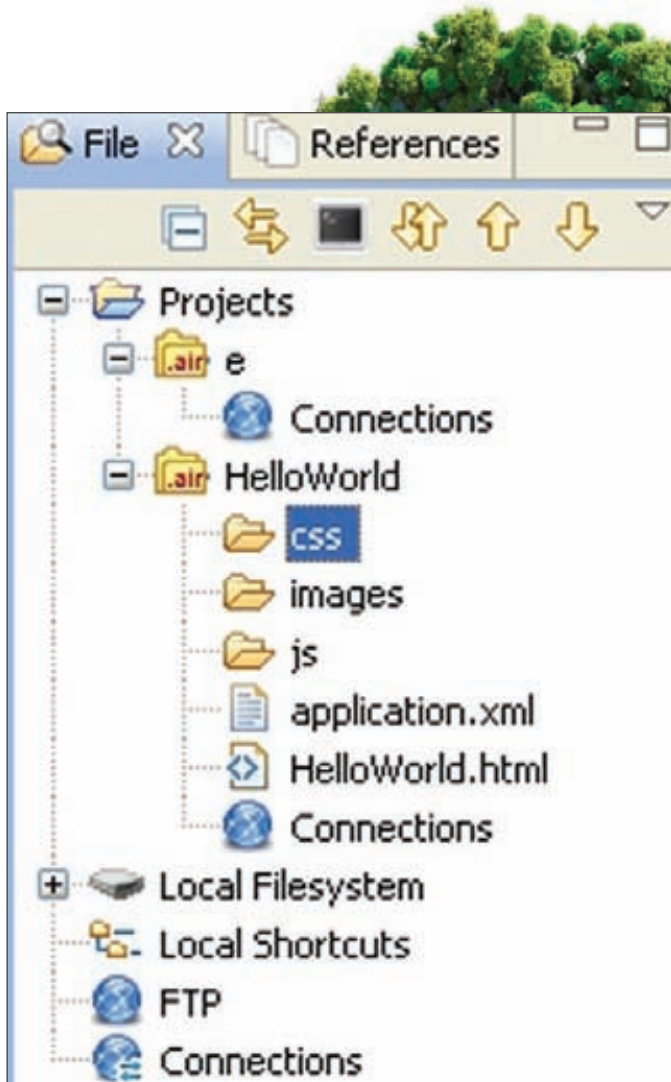 File References
Projects
.air e
Connections
.air HelloWorld
css
images
js
application.xml
HelloWorld.html
Connections
Local Filesystem
Local Shortcuts
FTP
Connections